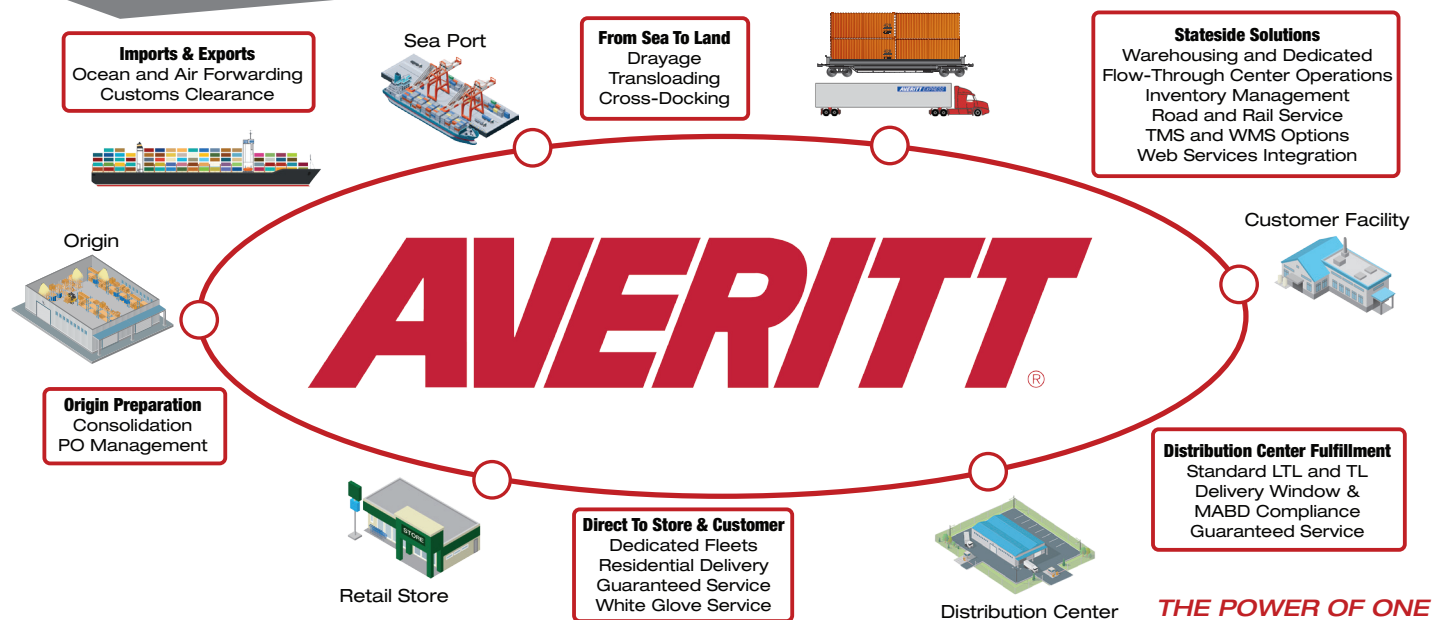 Imports & Exports
Ocean and Air Forwarding
Customs Clearance
Sea Port
From Sea To Land
Drayage
Transloading
Cross-Docking
AVERITT EXPRESS
Stateside Solutions
Warehousing and Dedicated
Flow-Through Center Operations
Inventory Management
Road and Rail Service
TMS and WMS Options
Web Services Integration
Origin
Customer Facility
AVERITT®
Origin Preparation
Consolidation
PO Management
STORE
Retail Store
Direct To Store & Customer
Dedicated Fleets
Residential Delivery
Guaranteed Service
White Glove Service
Distribution Center
Distribution Center Fulfillment
Standard LTL and TL
Delivery Window &
MABD Compliance
Guaranteed Service
THE POWER OF ONE